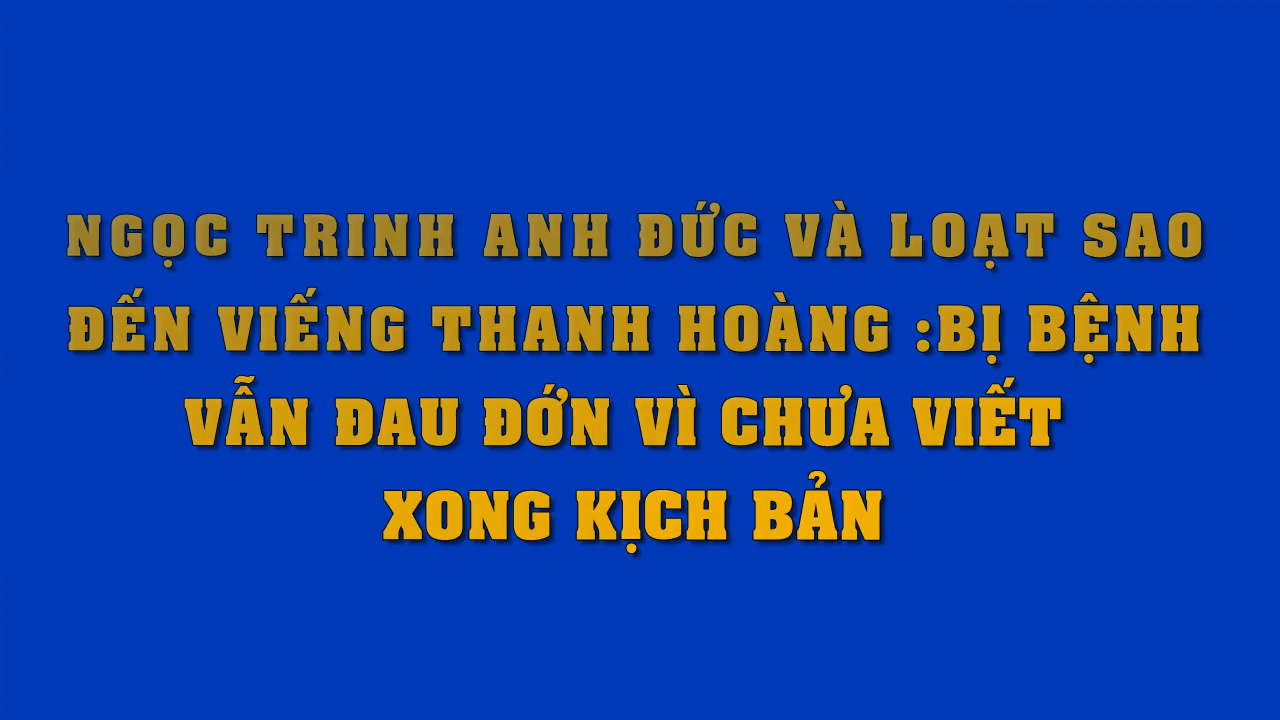 NGỌC TRINH ANH ĐỨC VÀ LOẠT SAO
ĐẾN VIẾNG THANH HOÀNG :BỊ BỆNH
VẪN ĐAU ĐỚN VÌ CHƯA VIẾT
XONG KỊCH BẢN